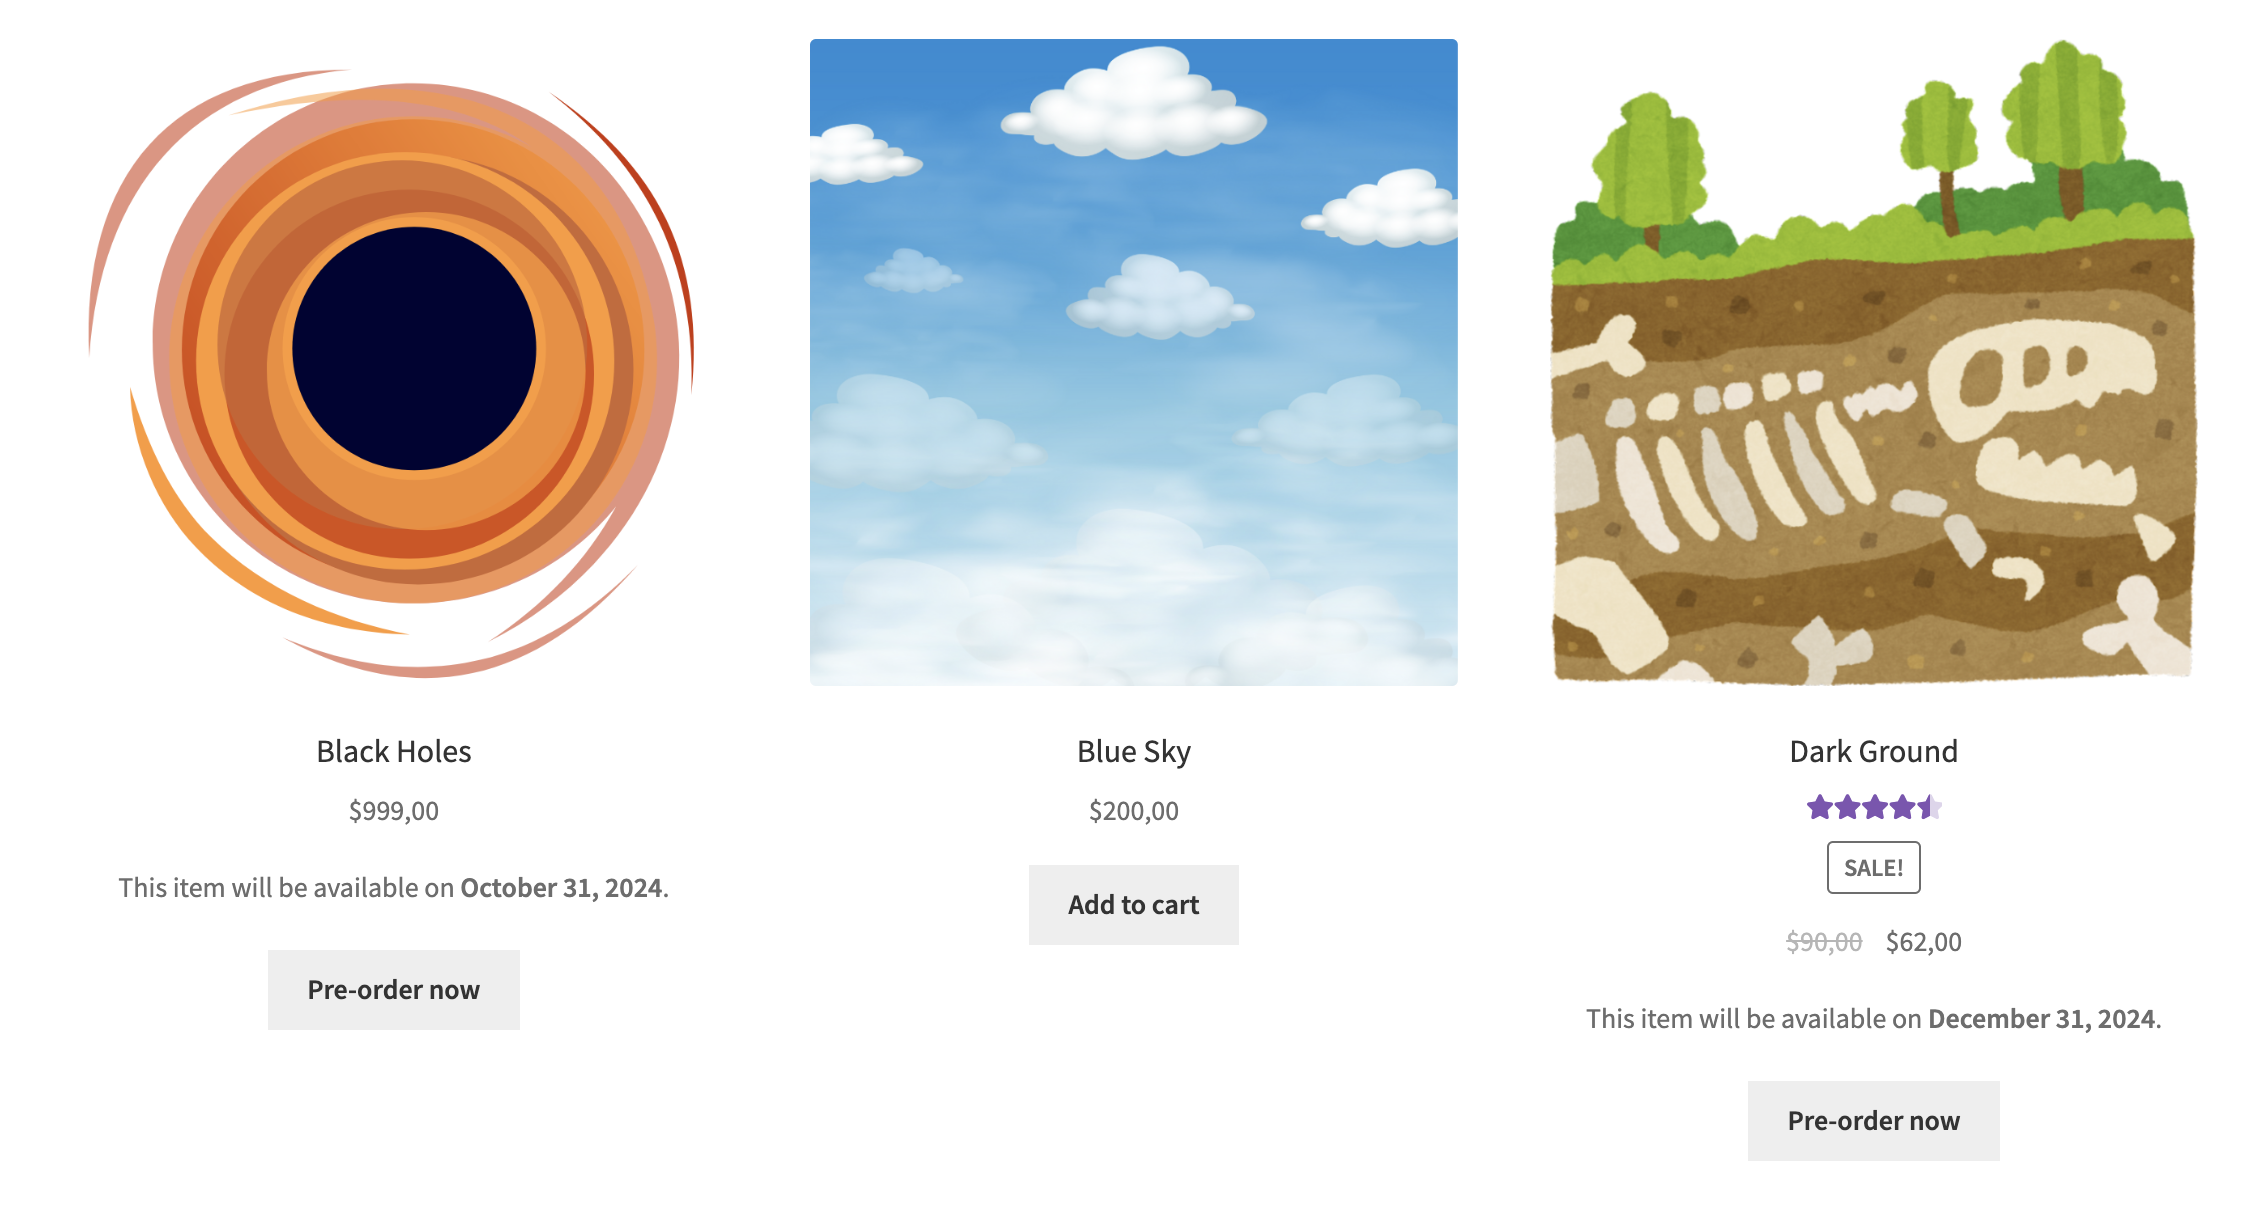 Black Holes
$999,00
This item will be available on October 31, 2024.
Pre-order now
Blue Sky
$200,00
Add to cart
Dark Ground
SALE!
$90,00 $62,00
This item will be available on December 31, 2024.
Pre-order now